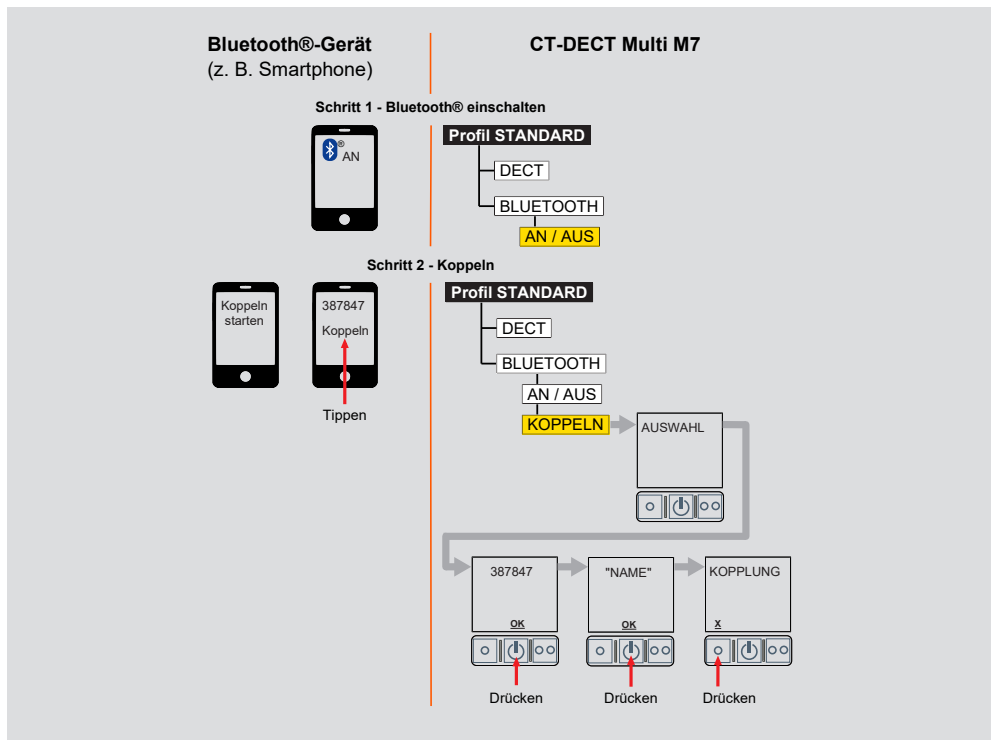 Bluetooth®-Gerät
(z. B. Smartphone)
CT-DECT Multi M7
Schritt 1 - Bluetooth® einschalten
® AN
Profil STANDARD
DECT
BLUETOOTH
AN / AUS
Schritt 2 - Koppeln
Koppeln
starten
387847
Koppeln
Tippen
Profil STANDARD
DECT
BLUETOOTH
AN / AUS
KOPPELN
AUSWAHL
387847
OK
Drücken
"NAME"
OK
Drücken
KOPPLUNG
X
Drücken